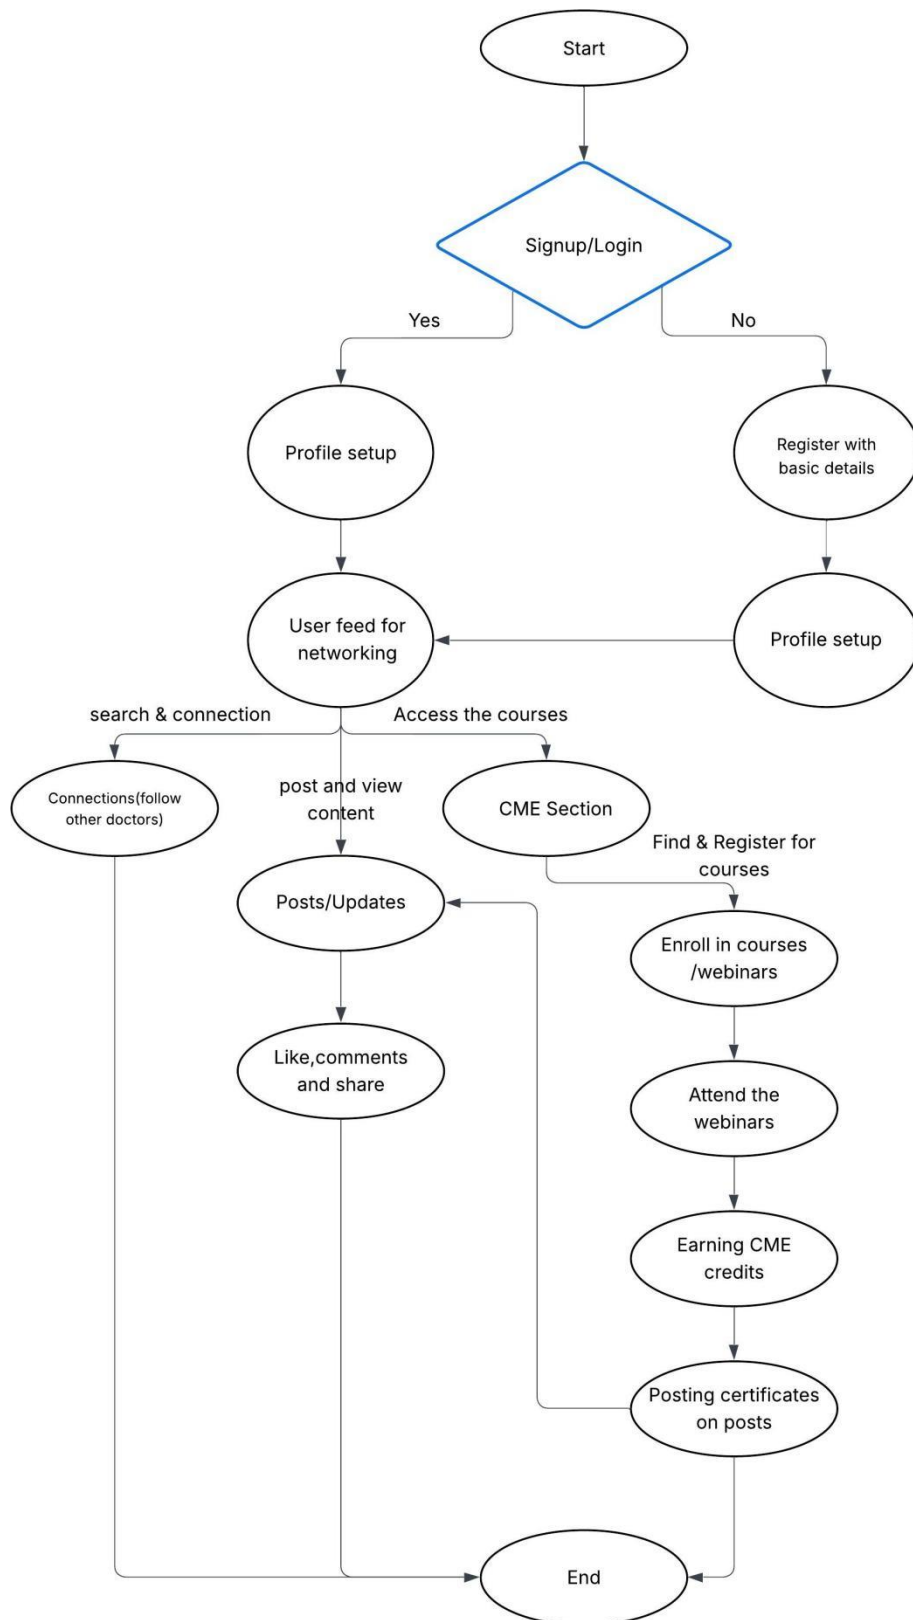 Start
Signup/Login
Yes
No
Profile setup
Register with
basic details
User feed for
networking
Profile setup
search & connection
Access the courses
Connections(follow
other doctors)
post and view
content
CME Section
Find & Register for
courses
Posts/Updates
Enroll in courses
/webinars
Like,comments
and share
Attend the
webinars
Earning CME
credits
Posting certificates
on posts
End